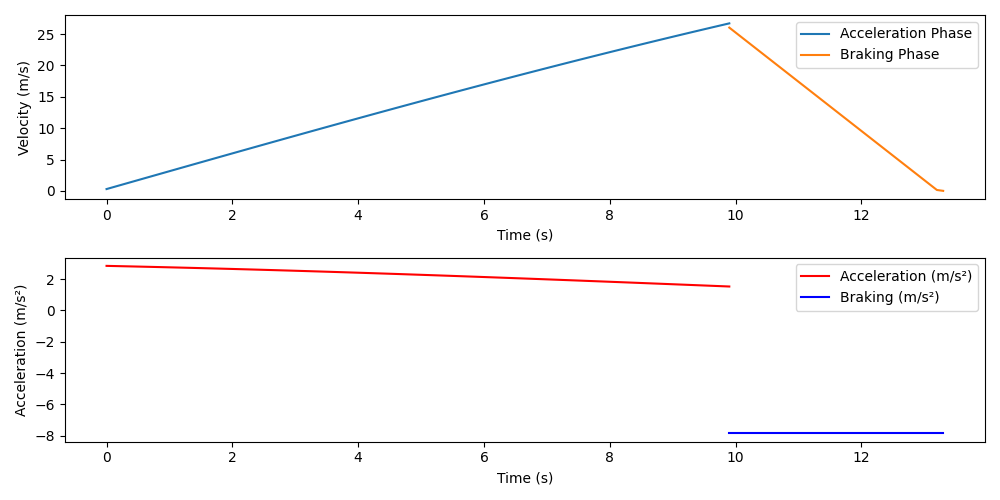 25
20
15
10
5
0
Velocity (m/s)
Acceleration Phase
Braking Phase
0 2 4 6 8 10 12
Time (s)
2
0
−2
−4
−6
−8
Acceleration (m/s²)
Acceleration (m/s²)
Braking (m/s²)
0 2 4 6 8 10 12
Time (s)